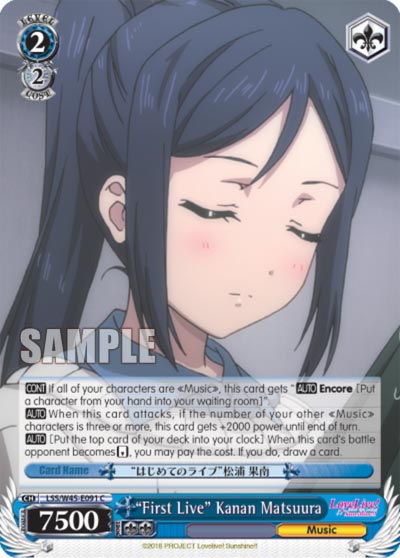 LEVEL
2
2
COST
SAMPLE
CONT If all of your characters are «Music», this card gets "AUTO Encore [Put
a character from your hand into your waiting room]".
AUTO When this card attacks, if the number of your other «Music»
characters is three or more, this card gets +2000 power until end of turn.
AUTO [Put the top card of your deck into your clock] When this card's battle
opponent becomes [ ], you may pay the cost. If you do, draw a card.
Card Name
“はじめてのライブ”松浦 果南
CH LSS/W45-E091 C
“First Live” Kanan Matsuura
LoveLive!
Sunshine!!
POWER
7500
Music
©2016 PROJECT Lovelive! Sunshine!!